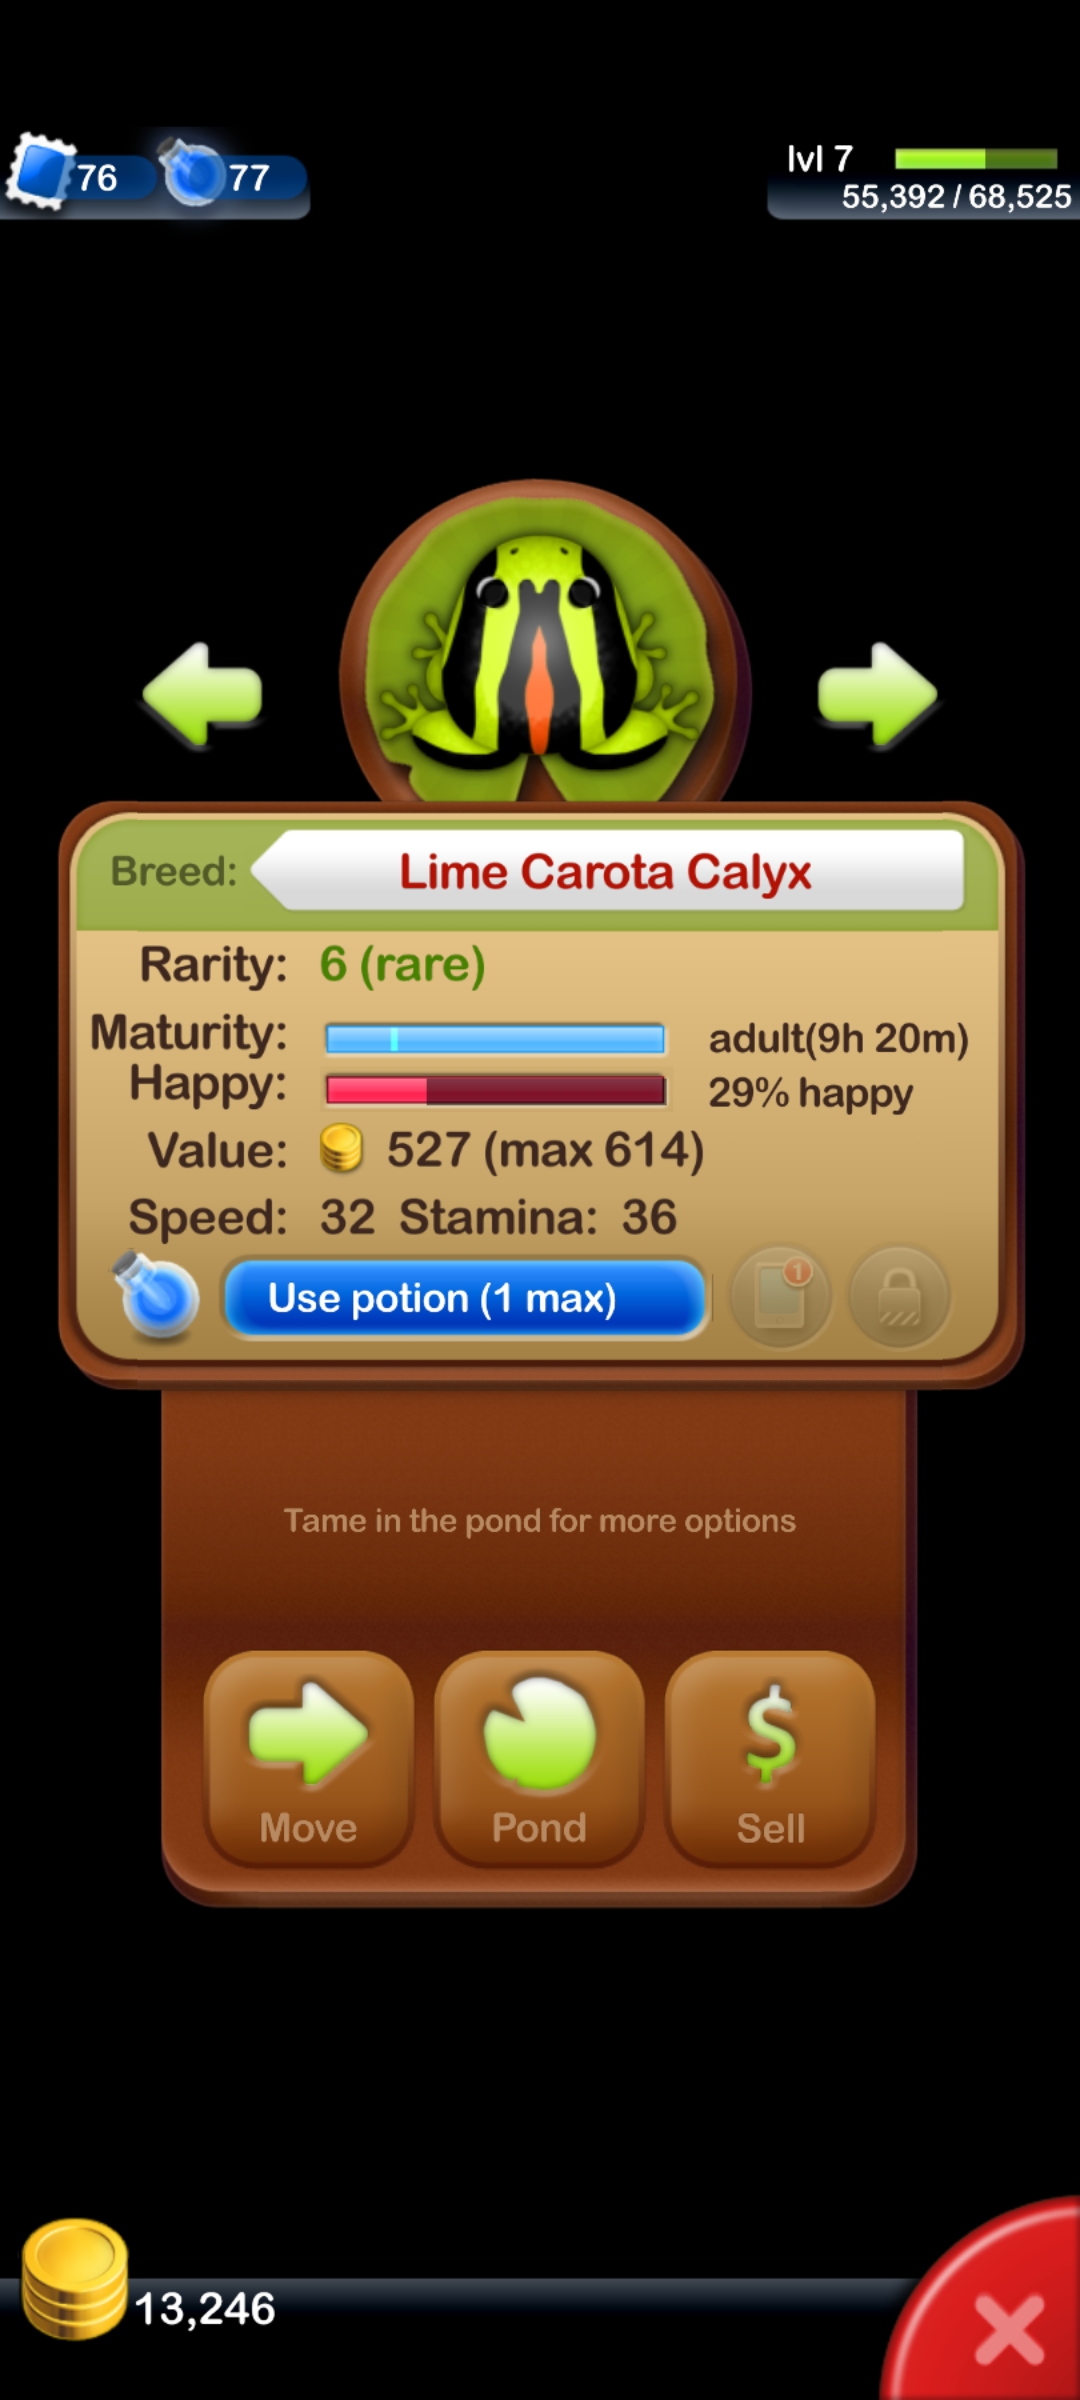 76 77
lvl 7
55,392 / 68,525
Breed: Lime Carota Calyx
Rarity: 6 (rare)
Maturity: adult(9h 20m)
Happy: 29% happy
Value: 527 (max 614)
Speed: 32 Stamina: 36
Use potion (1 max)
1
Tame in the pond for more options
$
Move Pond Sell
13,246